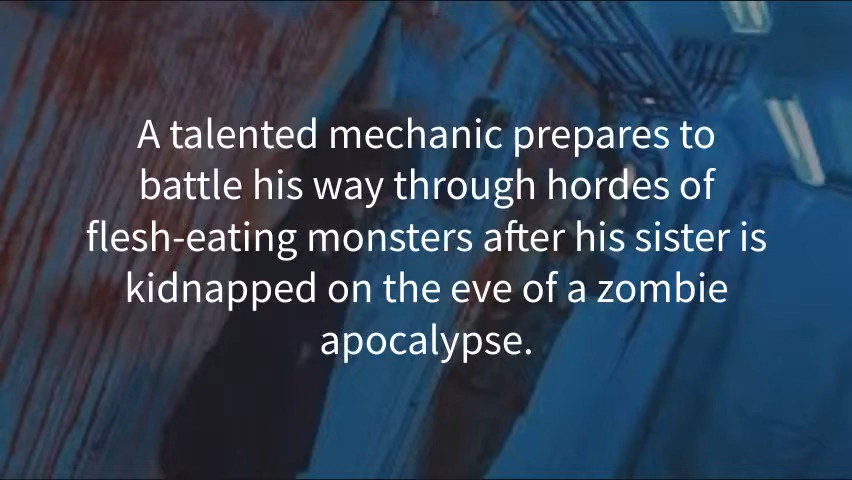 A talented mechanic prepares to
battle his way through hordes of
flesh-eating monsters after his sister is
kidnapped on the eve of a zombie
apocalypse.